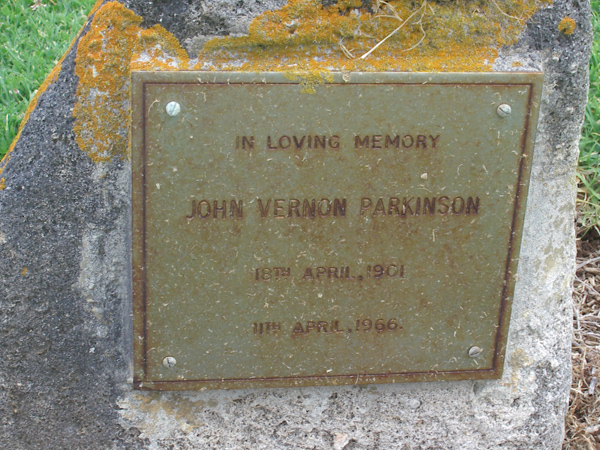 IN LOVING MEMORY
JOHN VERNON PARKINSON
18TH APRIL, 1901
11TH APRIL, 1966.